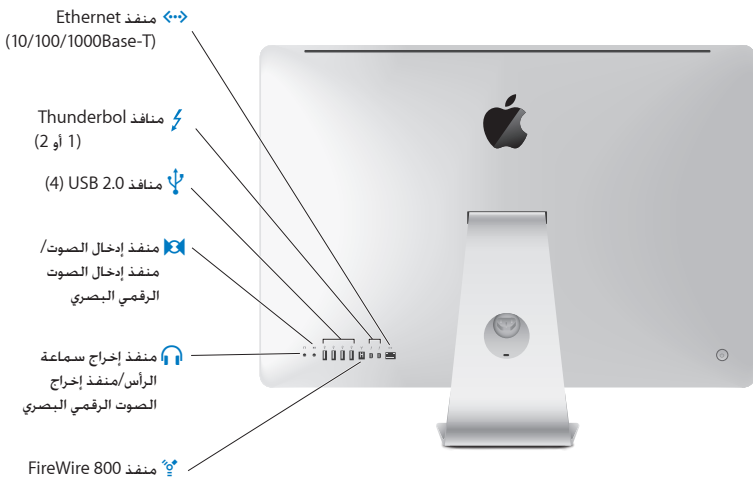 منفذ Ethernet
(10/100/1000Base-T)
منافذ Thunderbol
(1 أو 2)
منافذ USB 2.0 (4)
منفذ إدخال الصوت/
منفذ إدخال الصوت
الرقمي البصري
منفذ إخراج سماعة
الرأس/منفذ إخراج
الصوت الرقمي البصري
منفذ FireWire 800